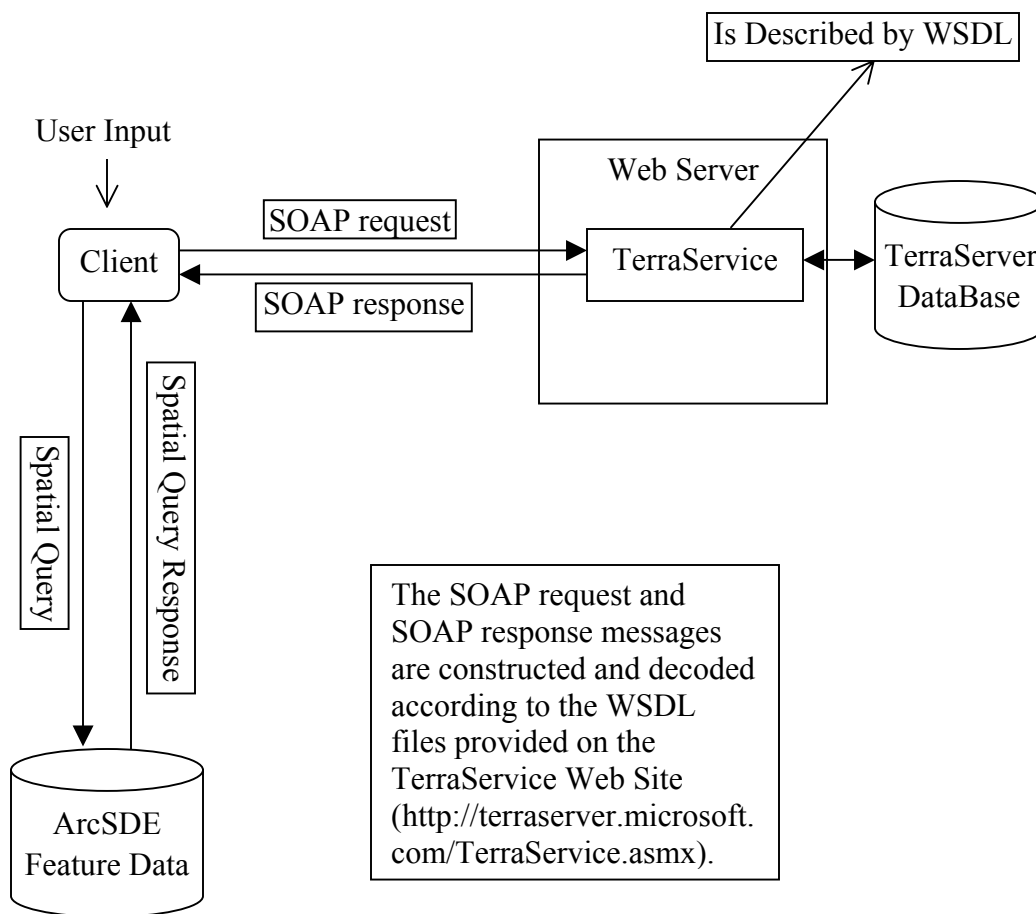 Is Described by WSDL
User Input
Web Server
SOAP request
Client
TerraService
TerraServer
DataBase
SOAP response
Spatial Query
Spatial Query Response
The SOAP request and
SOAP response messages
are constructed and decoded
according to the WSDL
files provided on the
TerraService Web Site
(http://terraserver.microsoft.
com/TerraService.asmx).
ArcSDE
Feature Data